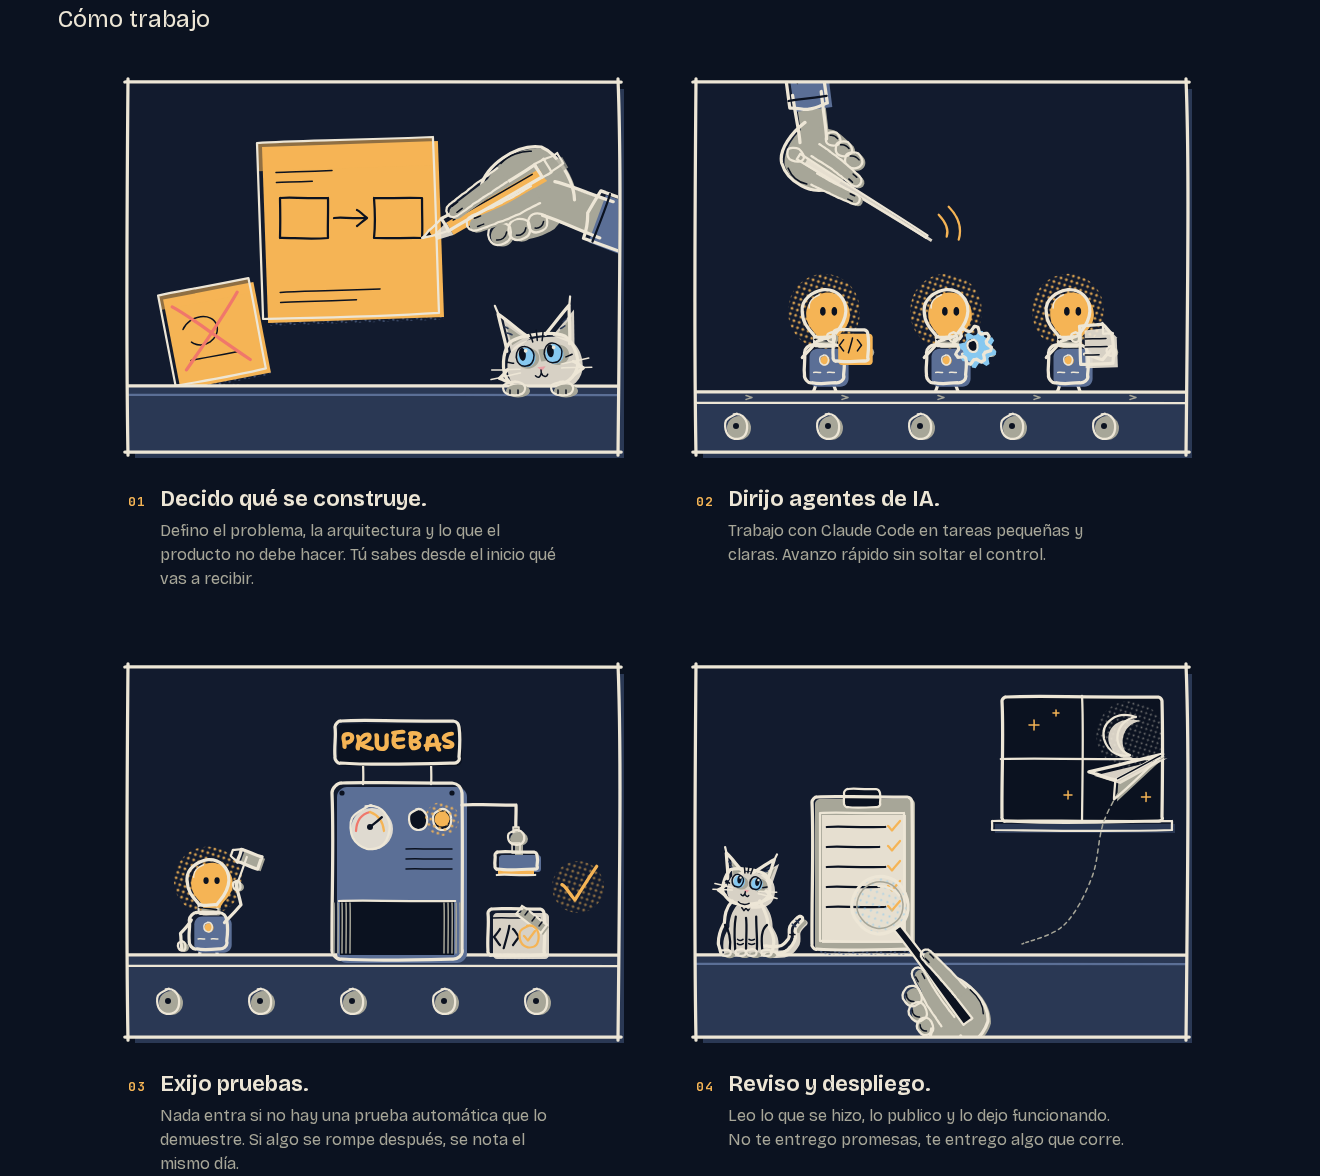 Cómo trabajo
</>
01 Decido qué se construye.
Defino el problema, la arquitectura y lo que el
producto no debe hacer. Tú sabes desde el inicio qué
vas a recibir.
02 Dirijo agentes de IA.
Trabajo con Claude Code en tareas pequeñas y
claras. Avanzo rápido sin soltar el control.
PRUEBAS
</>
03 Exijo pruebas.
Nada entra si no hay una prueba automática que lo
demuestre. Si algo se rompe después, se nota el
mismo día.
04 Reviso y despliego.
Leo lo que se hizo, lo publico y lo dejo funcionando.
No te entrego promesas, te entrego algo que corre.